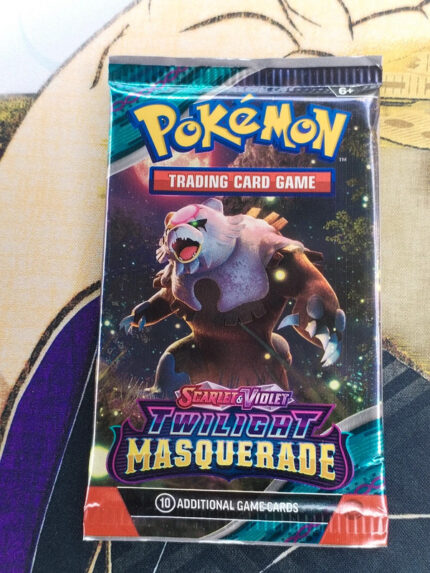 6+
POKÉMON
TM
TRADING CARD GAME
SCARLET & VIOLET
TWILIGHT
MASQUERADE
10 ADDITIONAL GAME CARDS